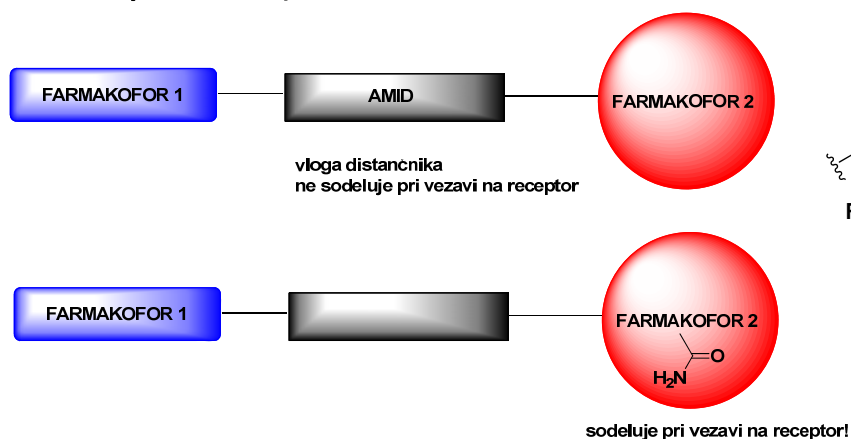 FARMAKOFOR 1
AMID
FARMAKOFOR 2
vloga distančnika
ne sodeluje pri vezavi na receptor
F
FARMAKOFOR 1
FARMAKOFOR 2
O
H₂N
sodeluje pri vezavi na receptor!